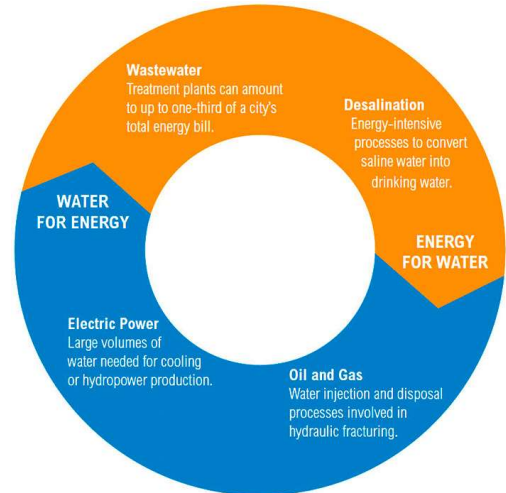 Wastewater
Treatment plants can amount
to up to one-third of a city's
total energy bill.
Desalination
Energy-intensive
processes to convert
saline water into
drinking water.
WATER
FOR ENERGY
ENERGY
FOR WATER
Electric Power
Large volumes of
water needed for cooling
or hydropower production.
Oil and Gas
Water injection and disposal
processes involved in
hydraulic fracturing.